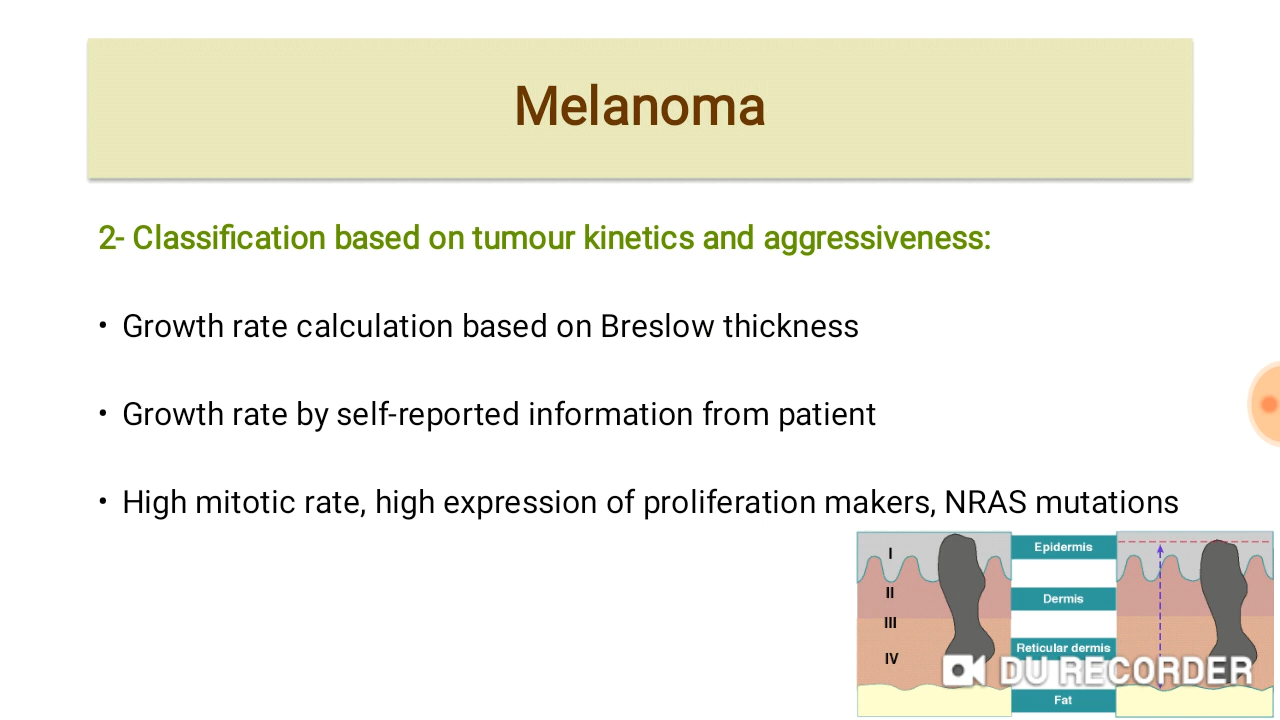 Melanoma
2- Classification based on tumour kinetics and aggressiveness:
• Growth rate calculation based on Breslow thickness
• Growth rate by self-reported information from patient
• High mitotic rate, high expression of proliferation makers, NRAS mutations
I
Epidermis
II
Dermis
III
Reticular dermis
IV
DU RECORDER
Fat